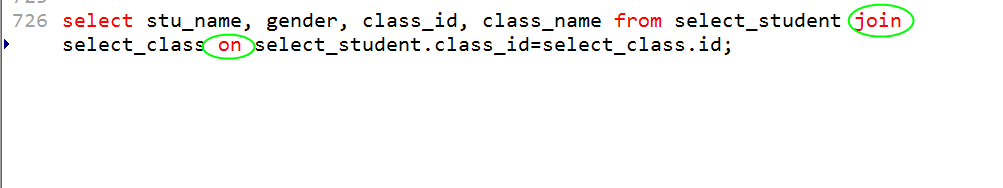 726 select stu_name, gender, class_id, class_name from select_student join
select_class on select_student.class_id=select_class.id;